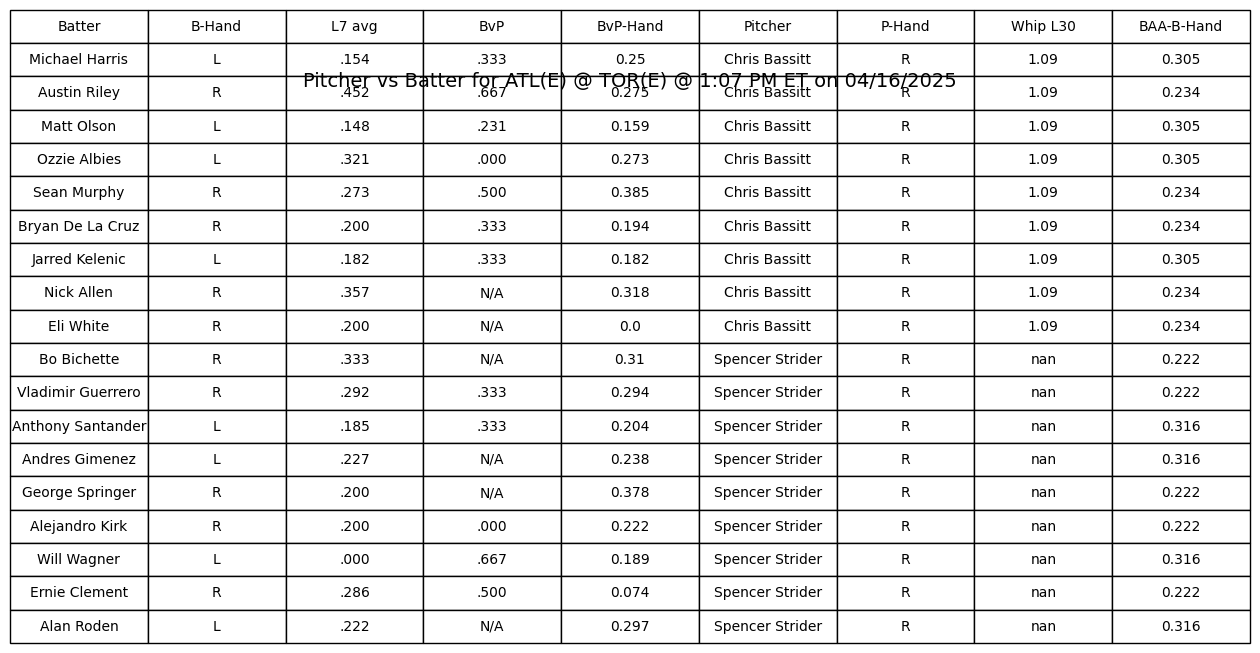 Batter B-Hand L7 avg BvP BvP-Hand Pitcher P-Hand Whip L30 BAA-B-Hand
Michael Harris L .154 .333 0.25 Chris Bassitt R 1.09 0.305
Pitcher vs Batter for ATL(E) @ TOR(E) @ 1:07 PM ET on 04/16/2025
Austin Riley R .452 .667 0.275 Chris Bassitt R 1.09 0.234
Matt Olson L .148 .231 0.159 Chris Bassitt R 1.09 0.305
Ozzie Albies L .321 .000 0.273 Chris Bassitt R 1.09 0.305
Sean Murphy R .273 .500 0.385 Chris Bassitt R 1.09 0.234
Bryan De La Cruz R .200 .333 0.194 Chris Bassitt R 1.09 0.234
Jarred Kelenic L .182 .333 0.182 Chris Bassitt R 1.09 0.305
Nick Allen R .357 N/A 0.318 Chris Bassitt R 1.09 0.234
Eli White R .200 N/A 0.0 Chris Bassitt R 1.09 0.234
Bo Bichette R .333 N/A 0.31 Spencer Strider R nan 0.222
Vladimir Guerrero R .292 .333 0.294 Spencer Strider R nan 0.222
Anthony Santander L .185 .333 0.204 Spencer Strider R nan 0.316
Andres Gimenez L .227 N/A 0.238 Spencer Strider R nan 0.316
George Springer R .200 N/A 0.378 Spencer Strider R nan 0.222
Alejandro Kirk R .200 .000 0.222 Spencer Strider R nan 0.222
Will Wagner L .000 .667 0.189 Spencer Strider R nan 0.316
Ernie Clement R .286 .500 0.074 Spencer Strider R nan 0.222
Alan Roden L .222 N/A 0.297 Spencer Strider R nan 0.316